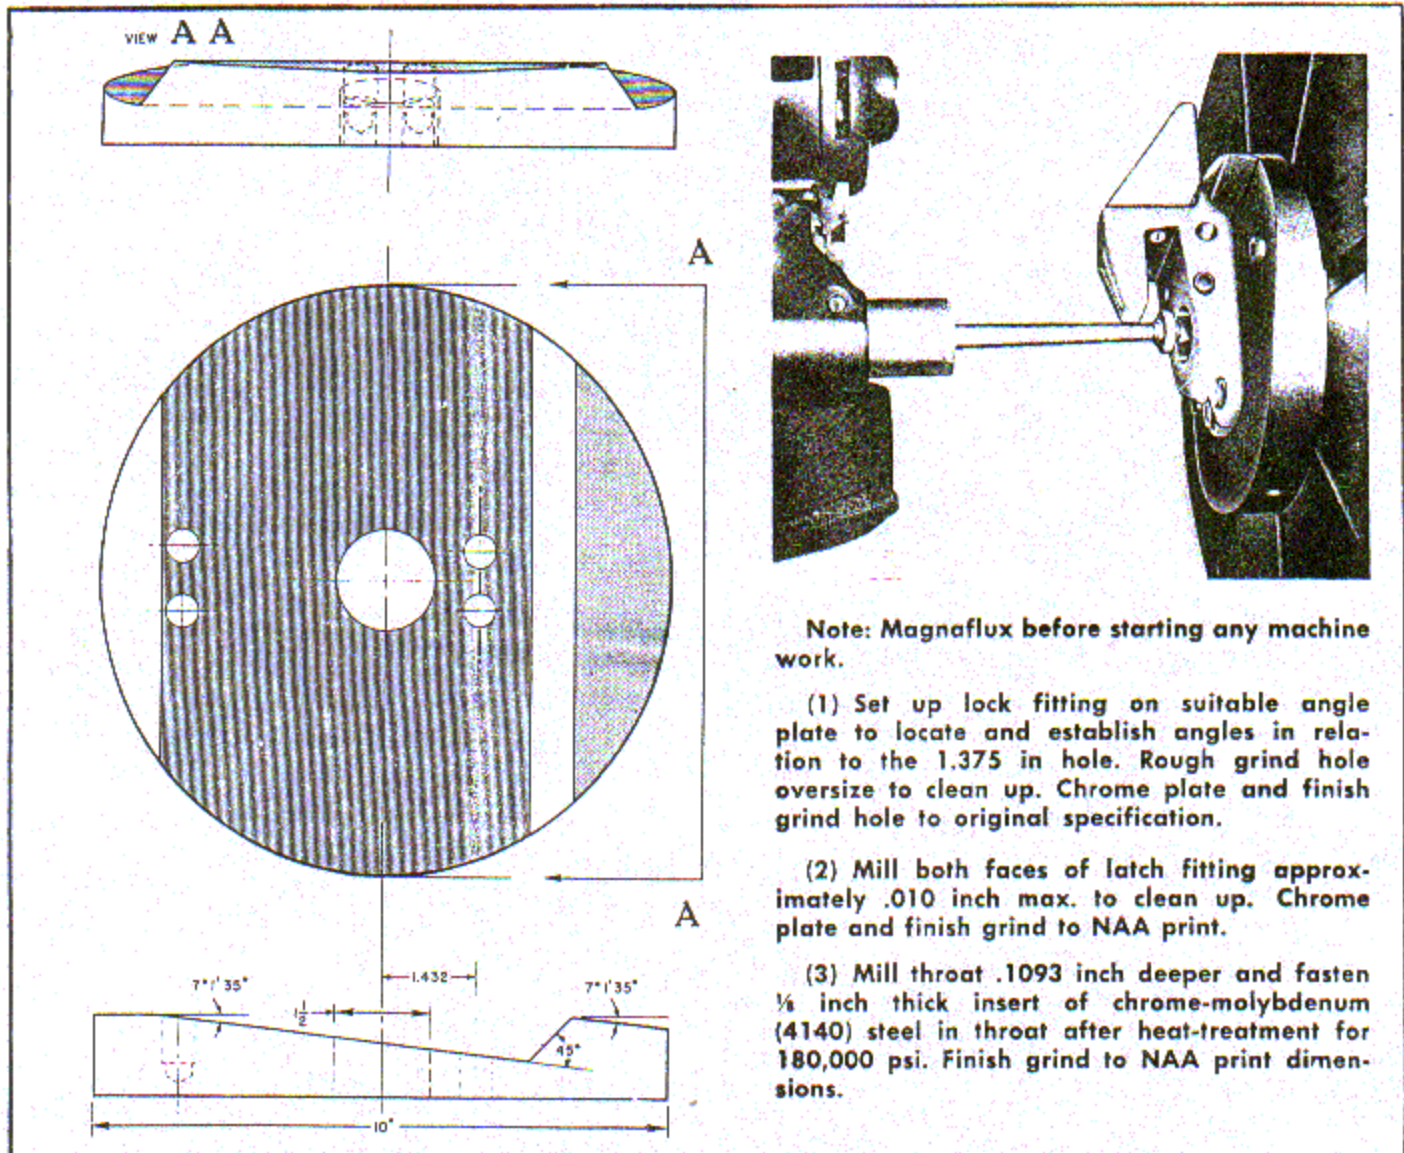 VIEW A A
A
A
7°1'35"
1 1/2
1.432
7°1'35"
45°
10"
Note: Magnaflux before starting any machine
work.
(1) Set up lock fitting on suitable angle
plate to locate and establish angles in rela-
tion to the 1.375 in hole. Rough grind hole
oversize to clean up. Chrome plate and finish
grind hole to original specification.
(2) Mill both faces of latch fitting approx-
imately .010 inch max. to clean up. Chrome
plate and finish grind to NAA print.
(3) Mill throat .1093 inch deeper and fasten
⅛ inch thick insert of chrome-molybdenum
(4140) steel in throat after heat-treatment for
180,000 psi. Finish grind to NAA print dimen-
sions.